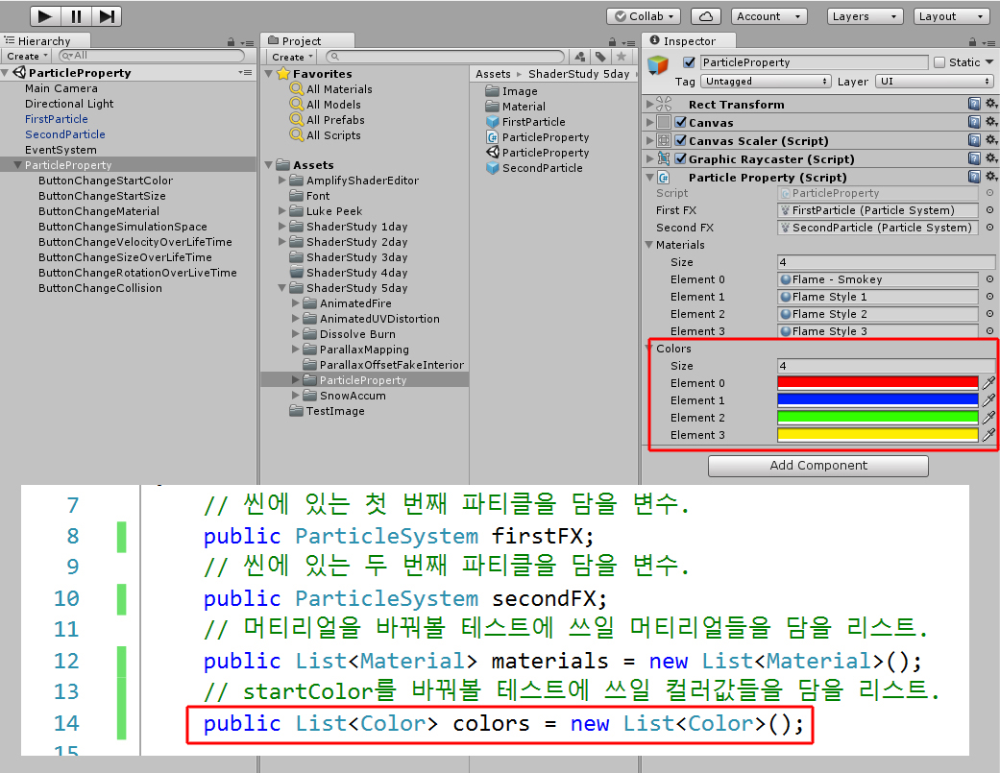 Collab
Account
Layers
Layout
Hierarchy
Create
All
ParticleProperty
Main Camera
Directional Light
FirstParticle
SecondParticle
EventSystem
ParticleProperty
ButtonChangeStartColor
ButtonChangeStartSize
ButtonChangeMaterial
ButtonChangeSimulationSpace
ButtonChangeVelocityOverLifeTime
ButtonChangeSizeOverLifeTime
ButtonChangeRotationOverLiveTime
ButtonChangeCollision
Project
Create
Favorites
All Materials
All Models
All Prefabs
All Scripts
Assets
AmplifyShaderEditor
Font
Luke Peek
ShaderStudy 1day
ShaderStudy 2day
ShaderStudy 3day
ShaderStudy 4day
ShaderStudy 5day
AnimatedFire
AnimatedUVDistortion
Dissolve Burn
ParallaxMapping
ParallaxOffsetFakeInterior
ParticleProperty
SnowAccum
TestImage
Assets ▸ ShaderStudy 5day
Image
Material
FirstParticle
ParticleProperty
ParticleProperty
SecondParticle
Inspector
ParticleProperty Static
Tag Untagged Layer UI
Rect Transform
Canvas
Canvas Scaler (Script)
Graphic Raycaster (Script)
Particle Property (Script)
Script ParticleProperty
First FX FirstParticle (Particle System)
Second FX SecondParticle (Particle System)
Materials
Size 4
Element 0 Flame - Smokey
Element 1 Flame Style 1
Element 2 Flame Style 2
Element 3 Flame Style 3
Colors
Size 4
Element 0
Element 1
Element 2
Element 3
Add Component
7 // 씬에 있는 첫 번째 파티클을 담을 변수.
8 public ParticleSystem firstFX;
9 // 씬에 있는 두 번째 파티클을 담을 변수.
10 public ParticleSystem secondFX;
11 // 머티리얼을 바꿔볼 테스트에 쓰일 머티리얼들을 담을 리스트.
12 public List<Material> materials = new List<Material>();
13 // startColor를 바꿔볼 테스트에 쓰일 컬러값들을 담을 리스트.
14 public List<Color> colors = new List<Color>();
15